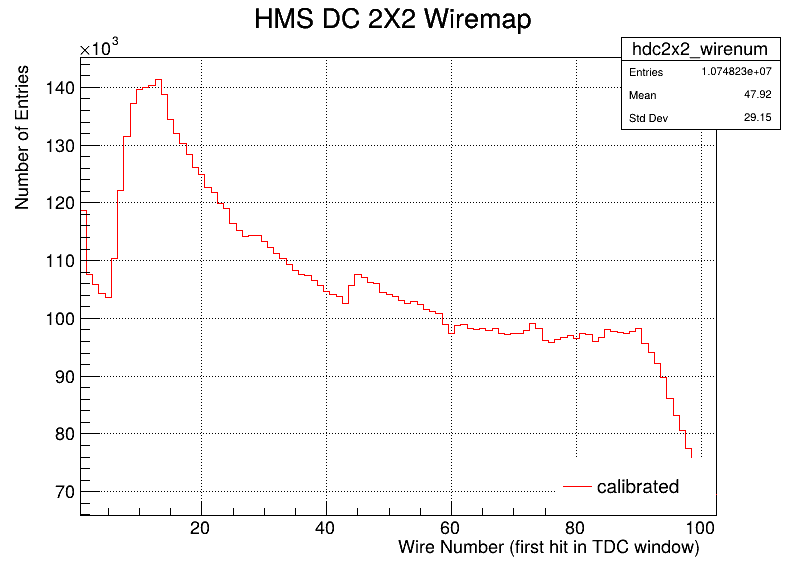 HMS DC 2X2 Wiremap
×10³
hdc2x2_wirenum
Entries 1.074823e+07
Mean 47.92
Std Dev 29.15
Number of Entries
140
130
120
110
100
90
80
70
calibrated
20 40 60 80 100
Wire Number (first hit in TDC window)